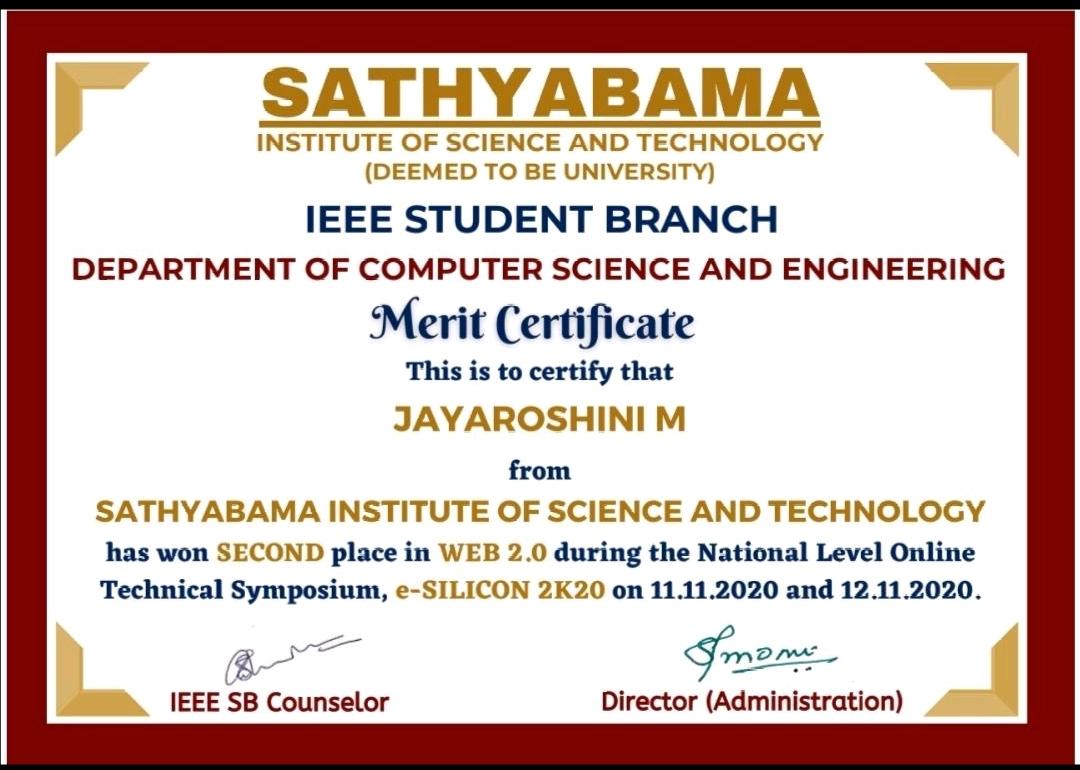 SATHYABAMA
INSTITUTE OF SCIENCE AND TECHNOLOGY
(DEEMED TO BE UNIVERSITY)
IEEE STUDENT BRANCH
DEPARTMENT OF COMPUTER SCIENCE AND ENGINEERING
Merit Certificate
This is to certify that
JAYAROSHINI M
from
SATHYABAMA INSTITUTE OF SCIENCE AND TECHNOLOGY
has won SECOND place in WEB 2.0 during the National Level Online
Technical Symposium, e-SILICON 2K20 on 11.11.2020 and 12.11.2020.
IEEE SB Counselor
Director (Administration)